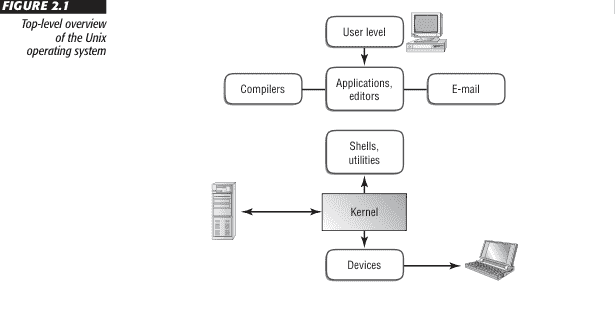 FIGURE 2.1
Top-level overview
of the Unix
operating system
User level
Compilers
Applications,
editors
E-mail
Shells,
utilities
Kernel
Devices